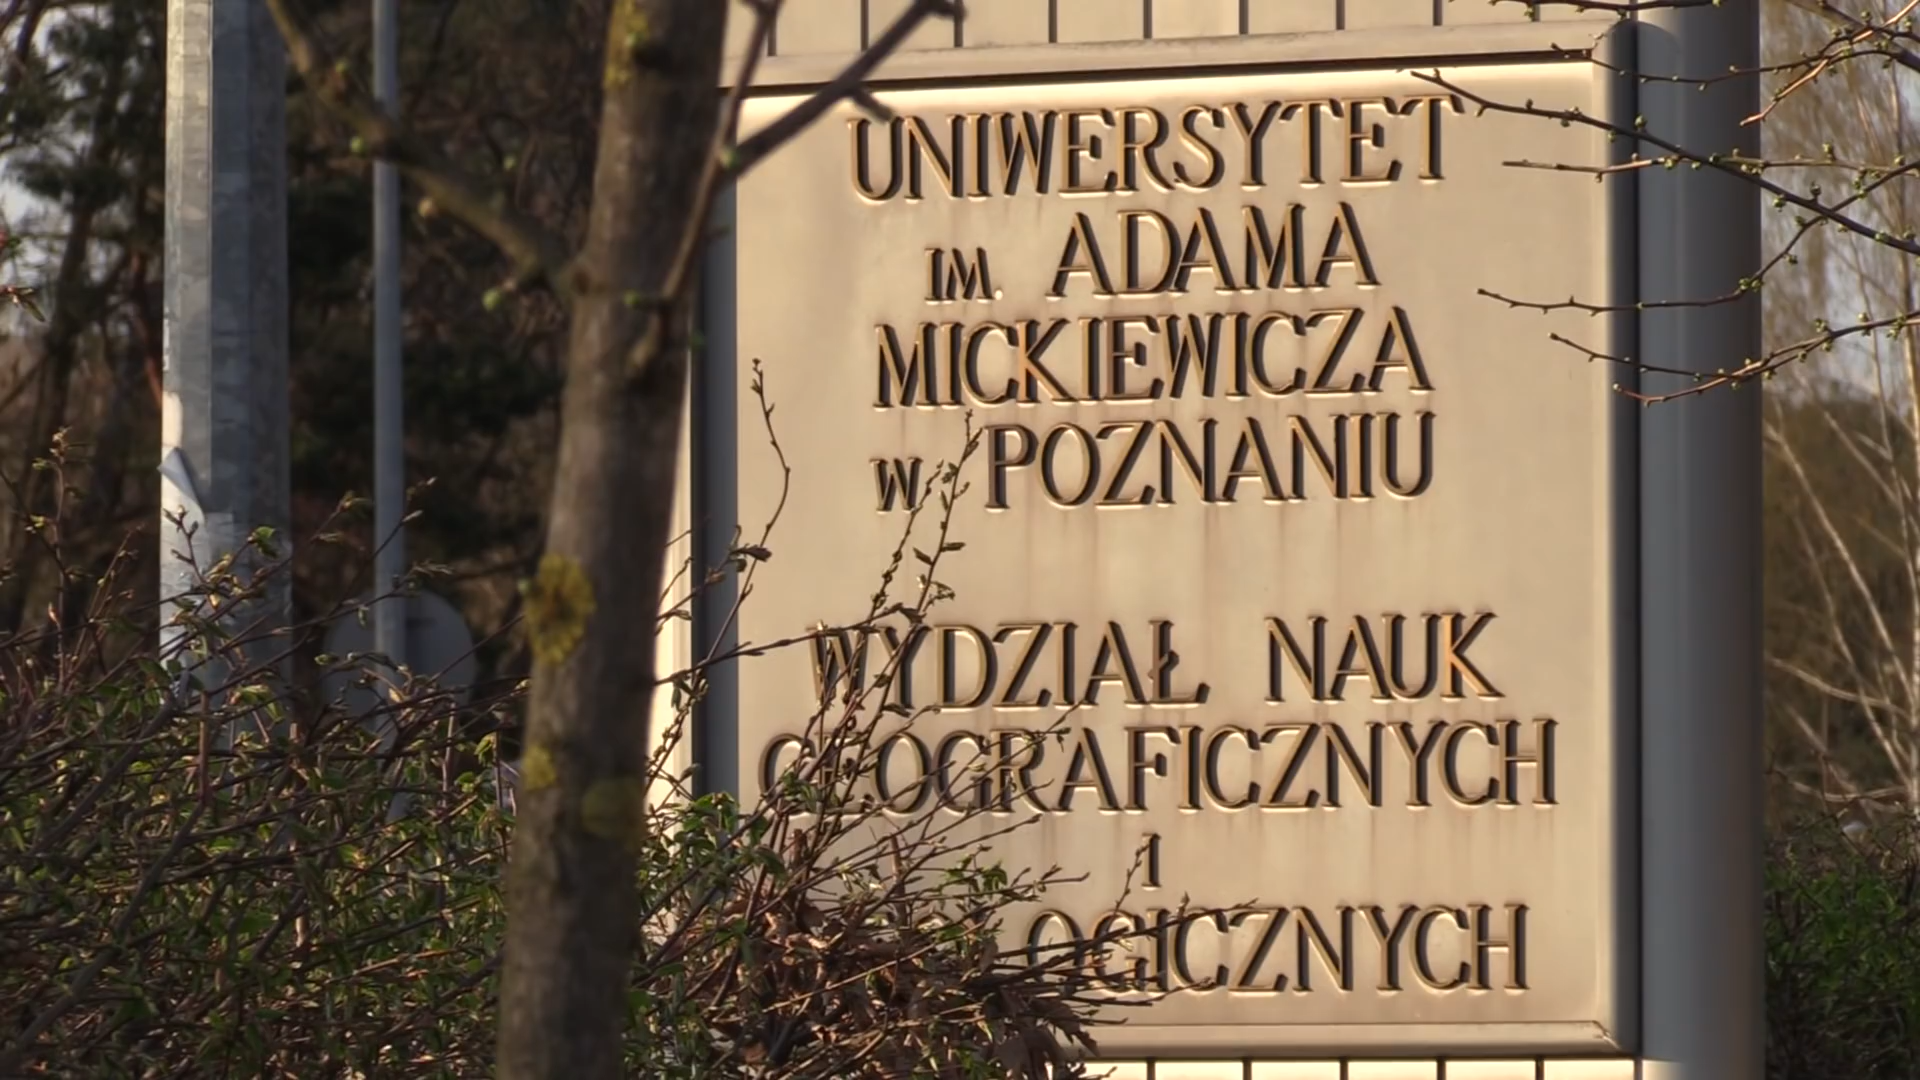 UNIWERSYTET
IM. ADAMA
MICKIEWICZA
W POZNANIU
WYDZIAŁ NAUK
GEOGRAFICZNYCH
I